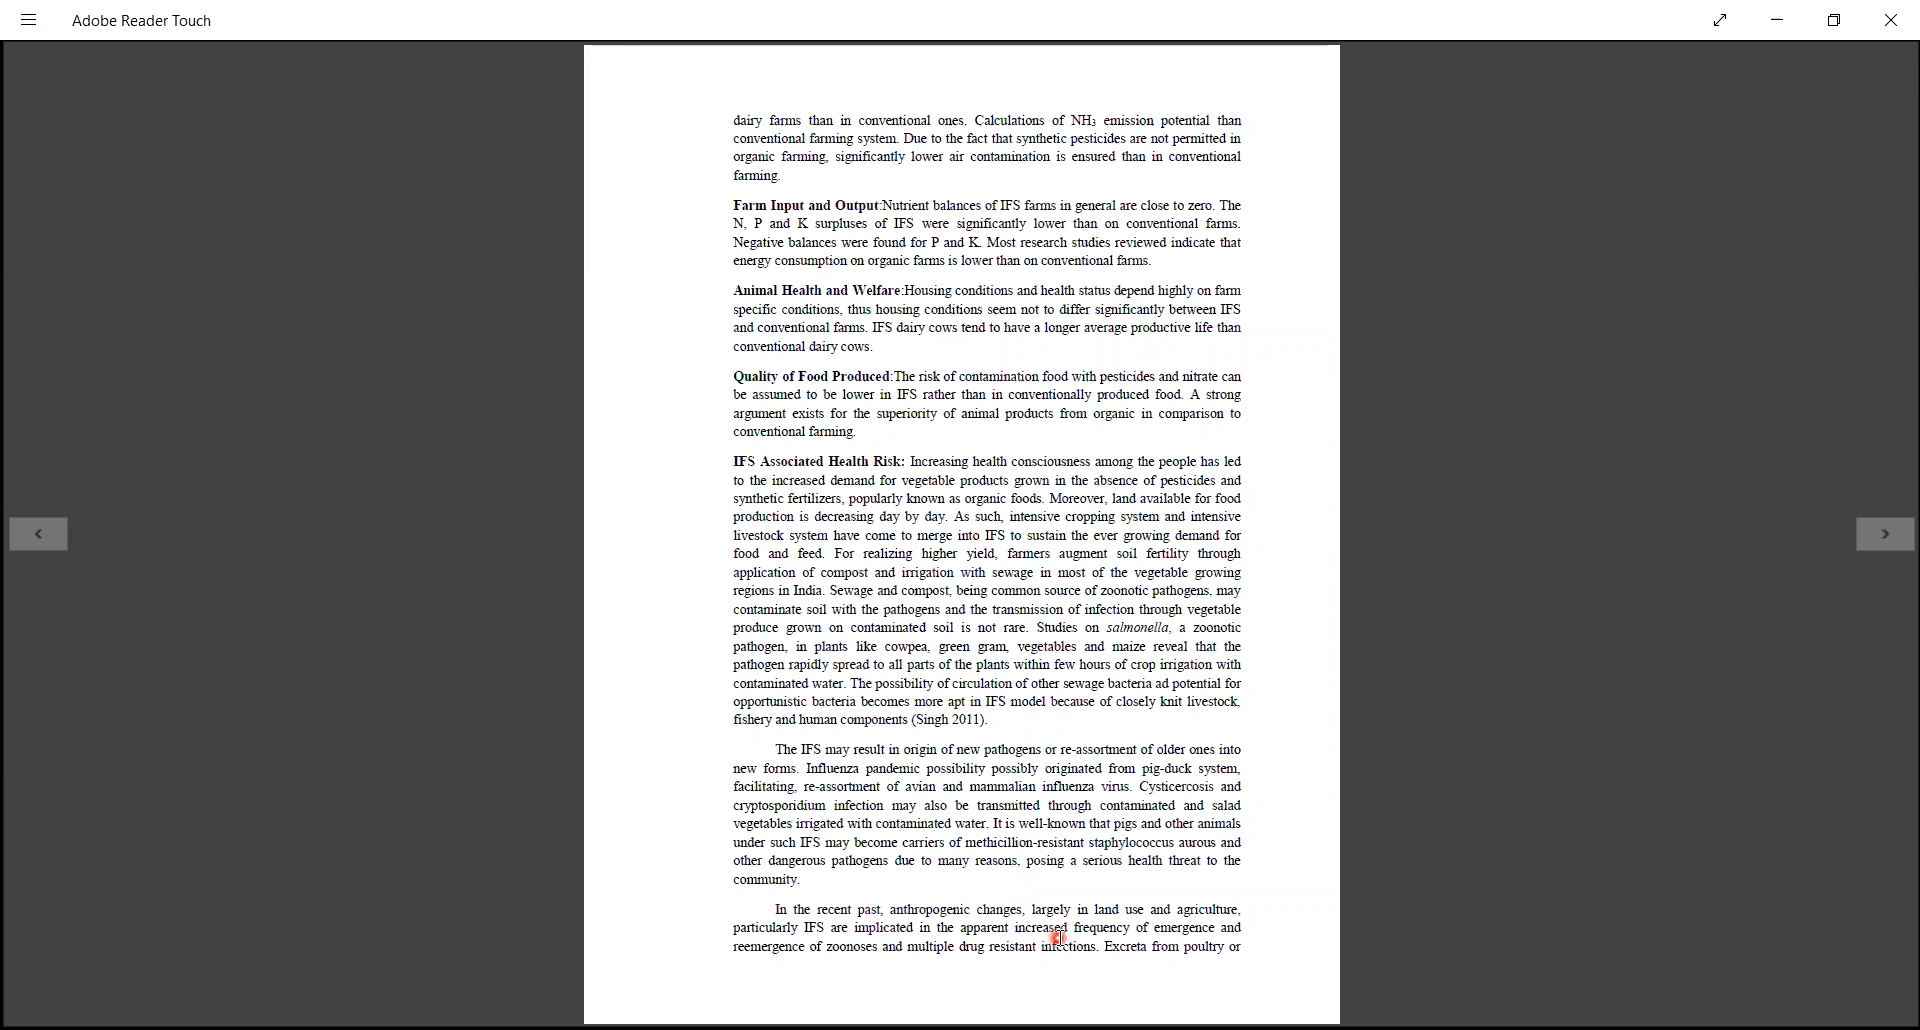 Adobe Reader Touch
dairy farms than in conventional ones. Calculations of NH3 emission potential than
conventional farming system. Due to the fact that synthetic pesticides are not permitted in
organic farming, significantly lower air contamination is ensured than in conventional
farming.
Farm Input and Output:Nutrient balances of IFS farms in general are close to zero. The
N, P and K surpluses of IFS were significantly lower than on conventional farms.
Negative balances were found for P and K. Most research studies reviewed indicate that
energy consumption on organic farms is lower than on conventional farms.
Animal Health and Welfare:Housing conditions and health status depend highly on farm
specific conditions, thus housing conditions seem not to differ significantly between IFS
and conventional farms. IFS dairy cows tend to have a longer average productive life than
conventional dairy cows.
Quality of Food Produced:The risk of contamination food with pesticides and nitrate can
be assumed to be lower in IFS rather than in conventionally produced food. A strong
argument exists for the superiority of animal products from organic in comparison to
conventional farming.
IFS Associated Health Risk: Increasing health consciousness among the people has led
to the increased demand for vegetable products grown in the absence of pesticides and
synthetic fertilizers, popularly known as organic foods. Moreover, land available for food
production is decreasing day by day. As such, intensive cropping system and intensive
livestock system have come to merge into IFS to sustain the ever growing demand for
food and feed. For realizing higher yield, farmers augment soil fertility through
application of compost and irrigation with sewage in most of the vegetable growing
regions in India. Sewage and compost, being common source of zoonotic pathogens, may
contaminate soil with the pathogens and the transmission of infection through vegetable
produce grown on contaminated soil is not rare. Studies on salmonella, a zoonotic
pathogen, in plants like cowpea, green gram, vegetables and maize reveal that the
pathogen rapidly spread to all parts of the plants within few hours of crop irrigation with
contaminated water. The possibility of circulation of other sewage bacteria ad potential for
opportunistic bacteria becomes more apt in IFS model because of closely knit livestock,
fishery and human components (Singh 2011).
The IFS may result in origin of new pathogens or re-assortment of older ones into
new forms. Influenza pandemic possibility possibly originated from pig-duck system,
facilitating, re-assortment of avian and mammalian influenza virus. Cysticercosis and
cryptosporidium infection may also be transmitted through contaminated and salad
vegetables irrigated with contaminated water. It is well-known that pigs and other animals
under such IFS may become carriers of methicillion-resistant staphylococcus aurous and
other dangerous pathogens due to many reasons, posing a serious health threat to the
community.
In the recent past, anthropogenic changes, largely in land use and agriculture,
particularly IFS are implicated in the apparent increased frequency of emergence and
reemergence of zoonoses and multiple drug resistant infections. Excreta from poultry or